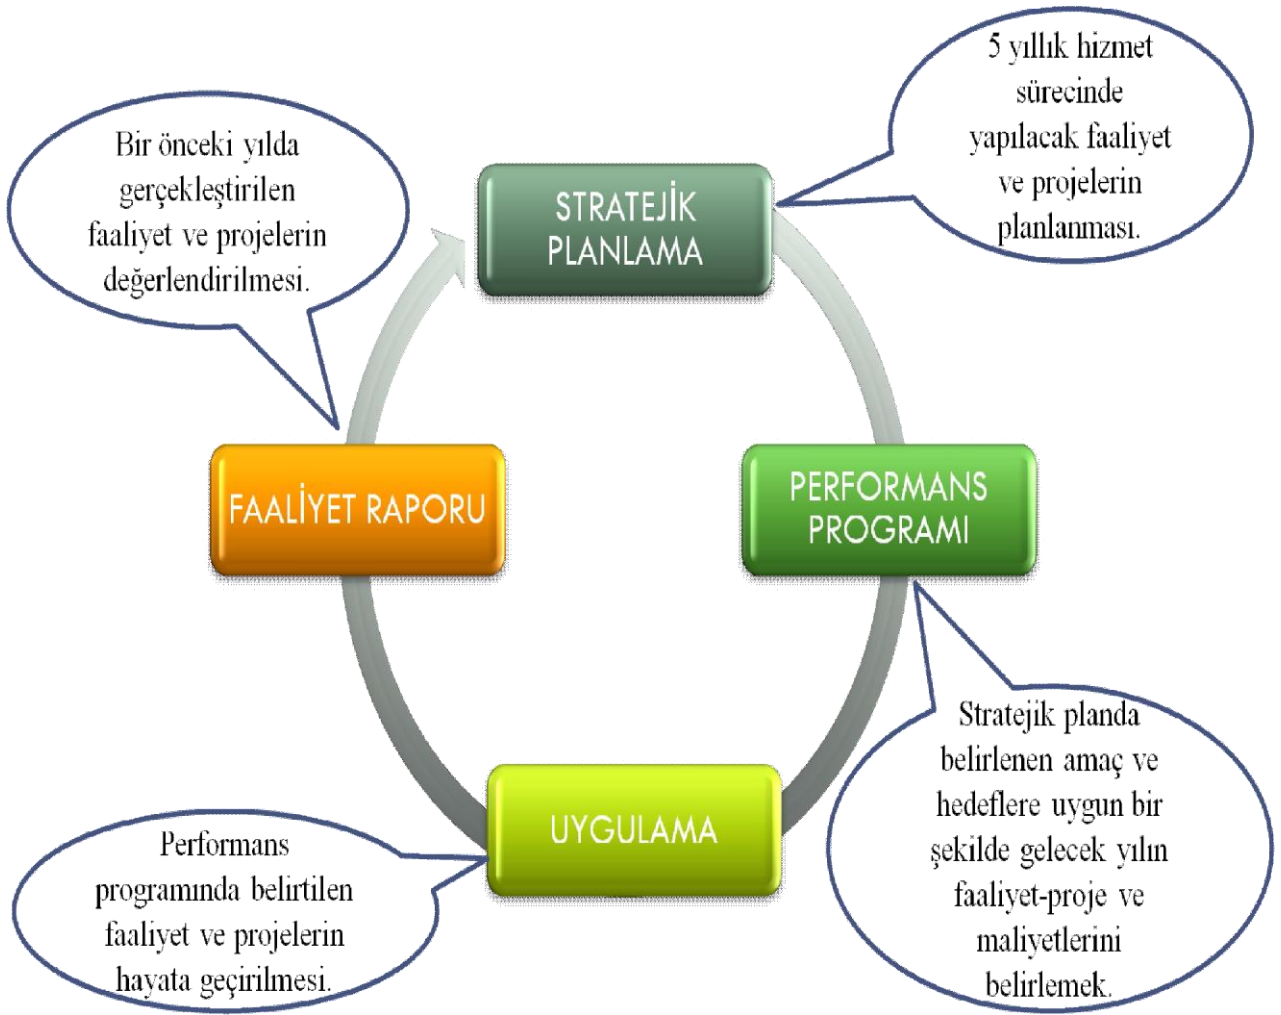 5 yıllık hizmet
sürecinde
yapılacak faaliyet
ve projelerin
planlanması.
Bir önceki yılda
gerçekleştirilen
faaliyet ve projelerin
değerlendirilmesi.
STRATEJİK
PLANLAMA
FAALİYET RAPORU
PERFORMANS
PROGRAMI
UYGULAMA
Stratejik planda
belirlenen amaç ve
hedeflere uygun bir
şekilde gelecek yılın
faaliyet-proje ve
maliyetlerini
belirlemek.
Performans
programında belirtilen
faaliyet ve projelerin
hayata geçirilmesi.